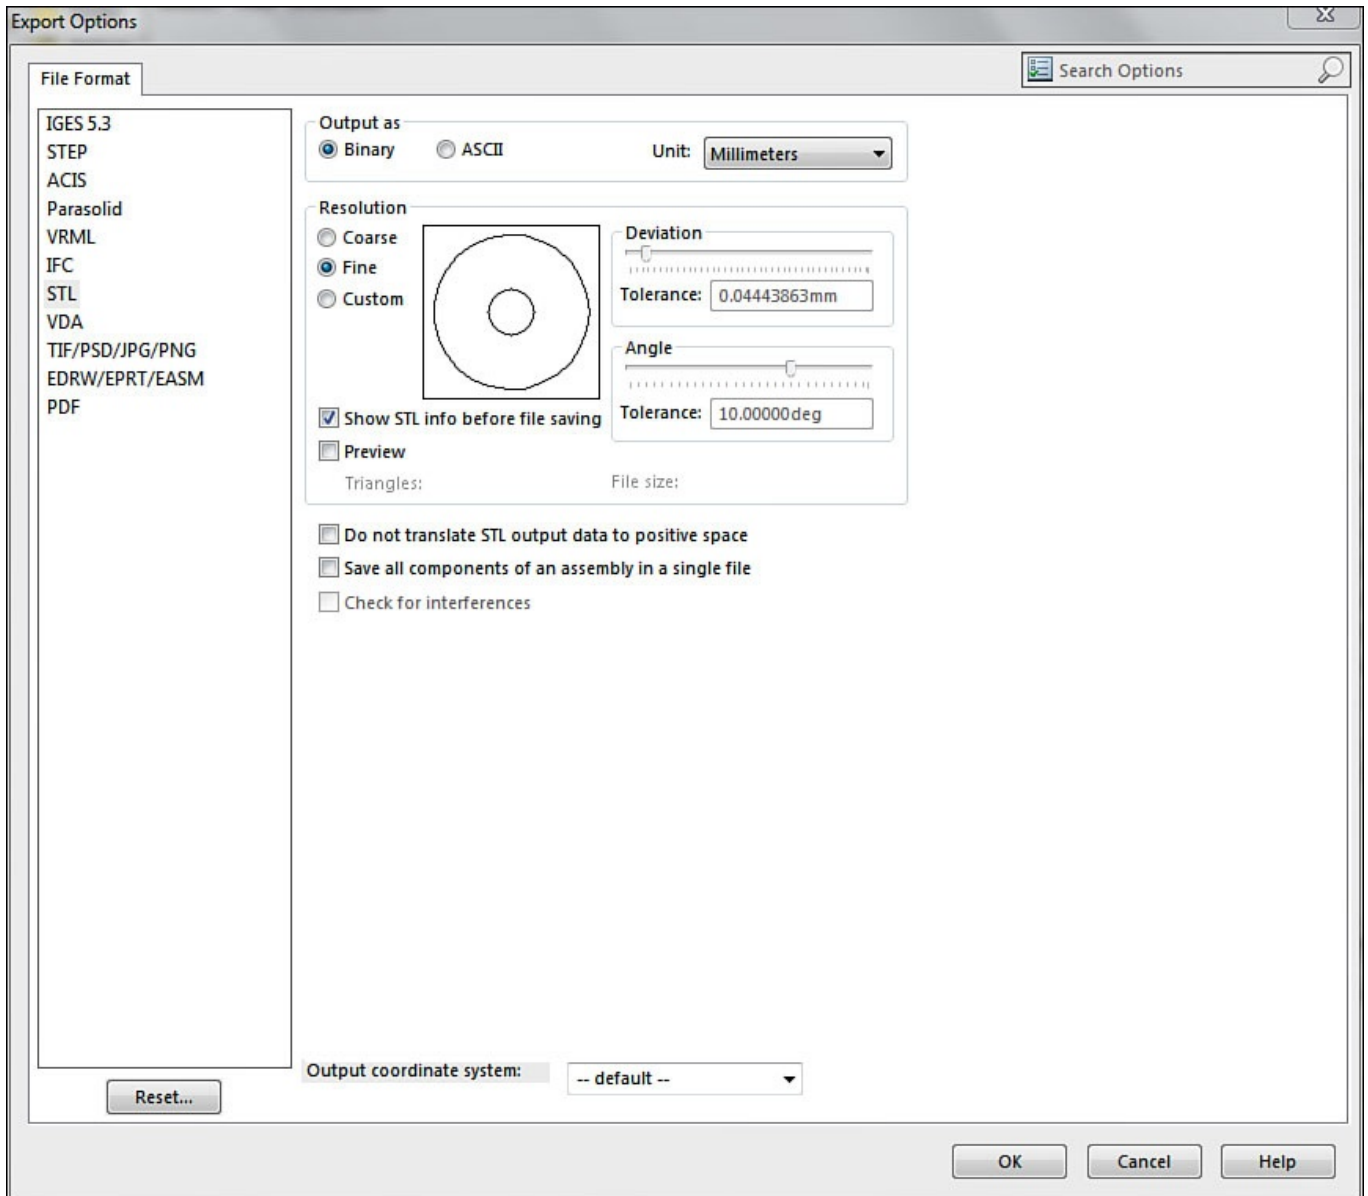 Export Options
Search Options
File Format
IGES 5.3
STEP
ACIS
Parasolid
VRML
IFC
STL
VDA
TIF/PSD/JPG/PNG
EDRW/EPRT/EASM
PDF
Output as
Binary ASCII Unit: Millimeters
Resolution
Coarse
Fine
Custom
Deviation
Tolerance: 0.04443863mm
Angle
Tolerance: 10.00000deg
Show STL info before file saving
Preview
Triangles: File size:
Do not translate STL output data to positive space
Save all components of an assembly in a single file
Check for interferences
Output coordinate system: -- default --
Reset...
OK Cancel Help